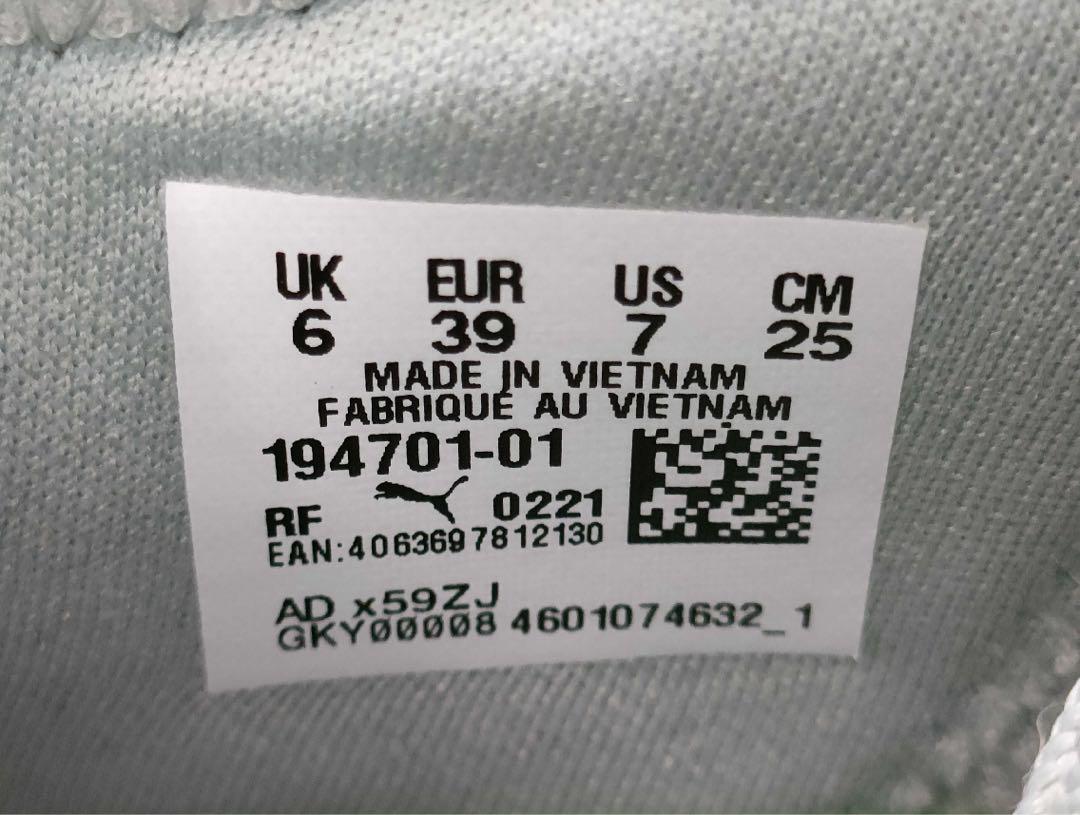 UK EUR US CM
6 39 7 25
MADE IN VIETNAM
FABRIQUÉ AU VIETNAM
194701-01
RF 0221
EAN:4063697812130
AD x59ZJ
GKY00008 4601074632_1